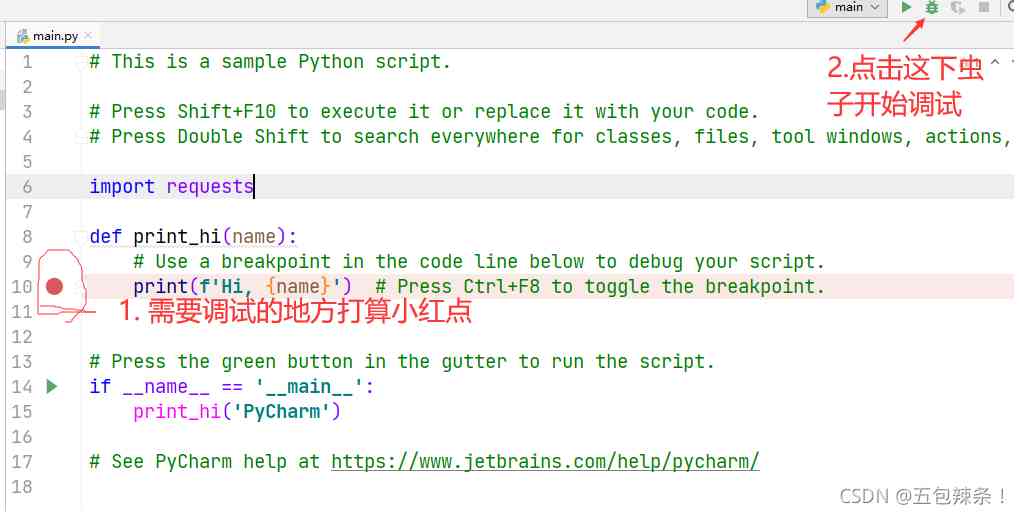 main
main.py
2.点击这下虫
子开始调试
1 # This is a sample Python script.
2
3 # Press Shift+F10 to execute it or replace it with your code.
4 # Press Double Shift to search everywhere for classes, files, tool windows, actions,
5
6 import requests
7
8 def print_hi(name):
9 # Use a breakpoint in the code line below to debug your script.
10 print(f'Hi, {name}') # Press Ctrl+F8 to toggle the breakpoint.
11
1. 需要调试的地方打算小红点
12
13 # Press the green button in the gutter to run the script.
14 if __name__ == '__main__':
15 print_hi('PyCharm')
16
17 # See PyCharm help at https://www.jetbrains.com/help/pycharm/
18
CSDN @五包辣条！